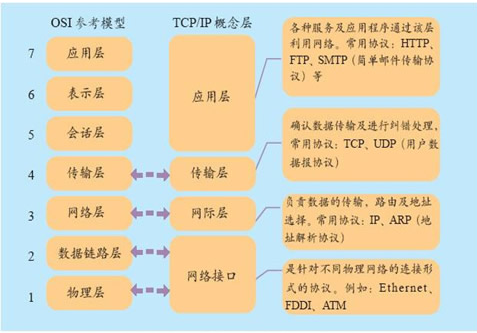 OSI 参考模型
TCP/IP 概念层
7
应用层
6
表示层
5
会话层
4
传输层
3
网络层
2
数据链路层
1
物理层
应用层
传输层
网际层
网络接口
各种服务及应用程序通过该层
利用网络。常用协议：HTTP、
FTP、SMTP（简单邮件传输协
议）等
确认数据传输及进行纠错处理，
常用协议：TCP、UDP（用户数
据报协议）
负责数据的传输、路由及地址
选择。常用协议：IP、ARP（地
址解析协议）
是针对不同物理网络的连接形
式的协议。例如：Ethernet、
FDDI、ATM